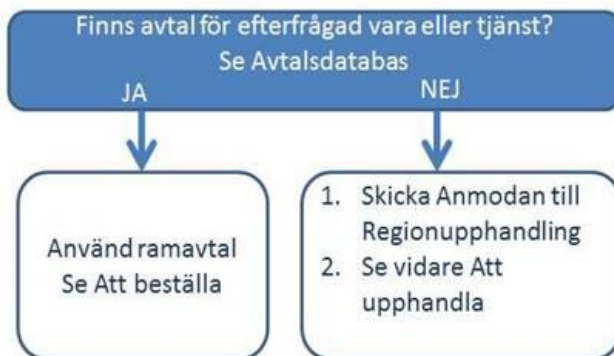 Finns avtal för efterfrågad vara eller tjänst?
Se Avtalsdatabas
JA NEJ
Använd ramavtal
Se Att beställa
1. Skicka Anmodan till
Regionupphandling
2. Se vidare Att
upphandla